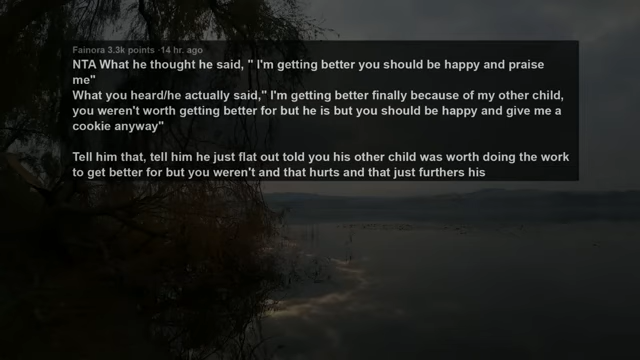 Fainora 3.3k points · 14 hr. ago
NTA What he thought he said, " I'm getting better you should be happy and praise
me"
What you heard/he actually said," I'm getting better finally because of my other child,
you weren't worth getting better for but he is but you should be happy and give me a
cookie anyway"
Tell him that, tell him he just flat out told you his other child was worth doing the work
to get better for but you weren't and that hurts and that just furthers his